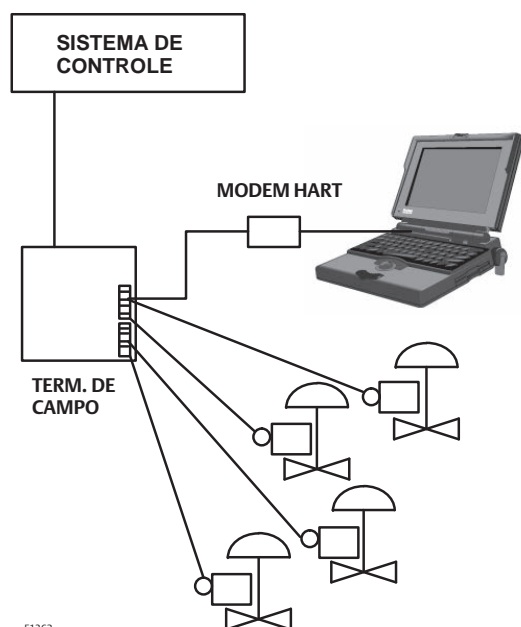 SISTEMA DE
CONTROLE
MODEM HART
TERM. DE
CAMPO